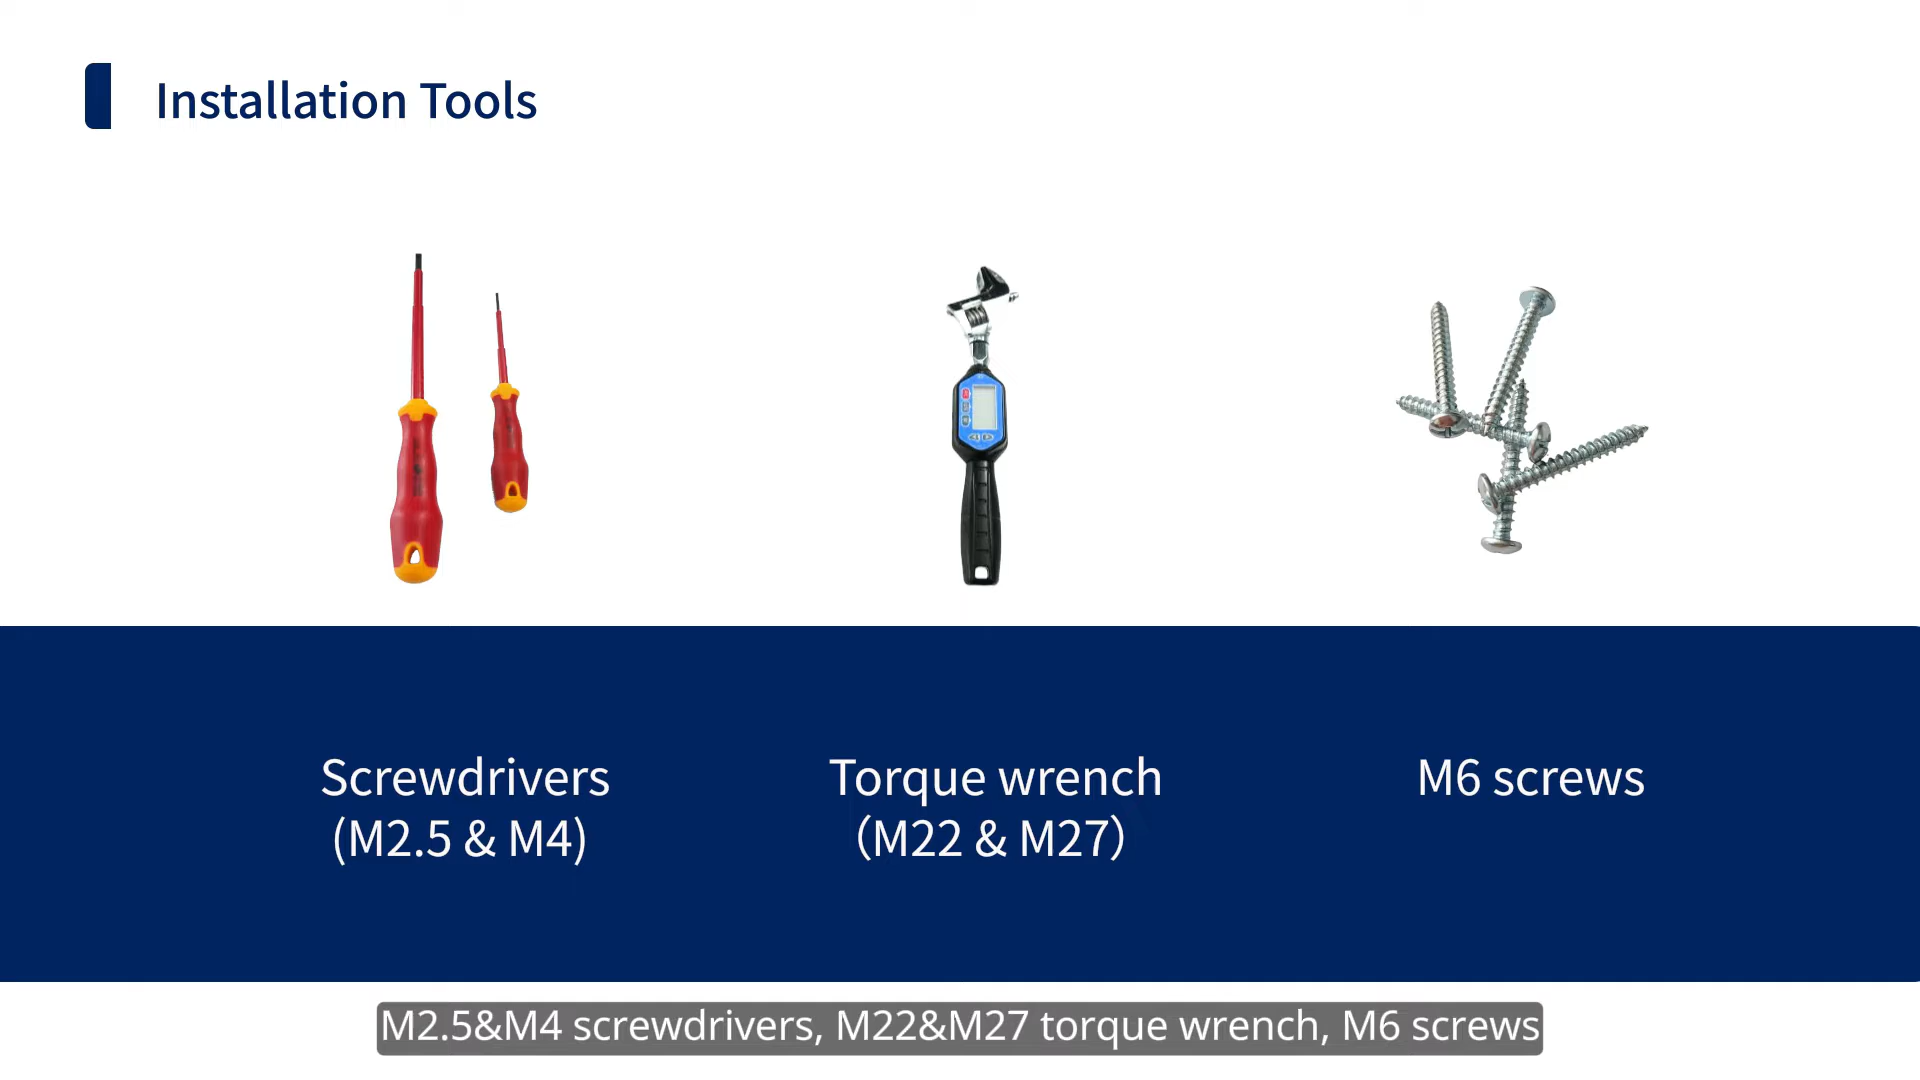 Installation Tools
Screwdrivers
(M2.5 & M4)
Torque wrench
（M22 & M27）
M6 screws
M2.5&M4 screwdrivers, M22&M27 torque wrench, M6 screws